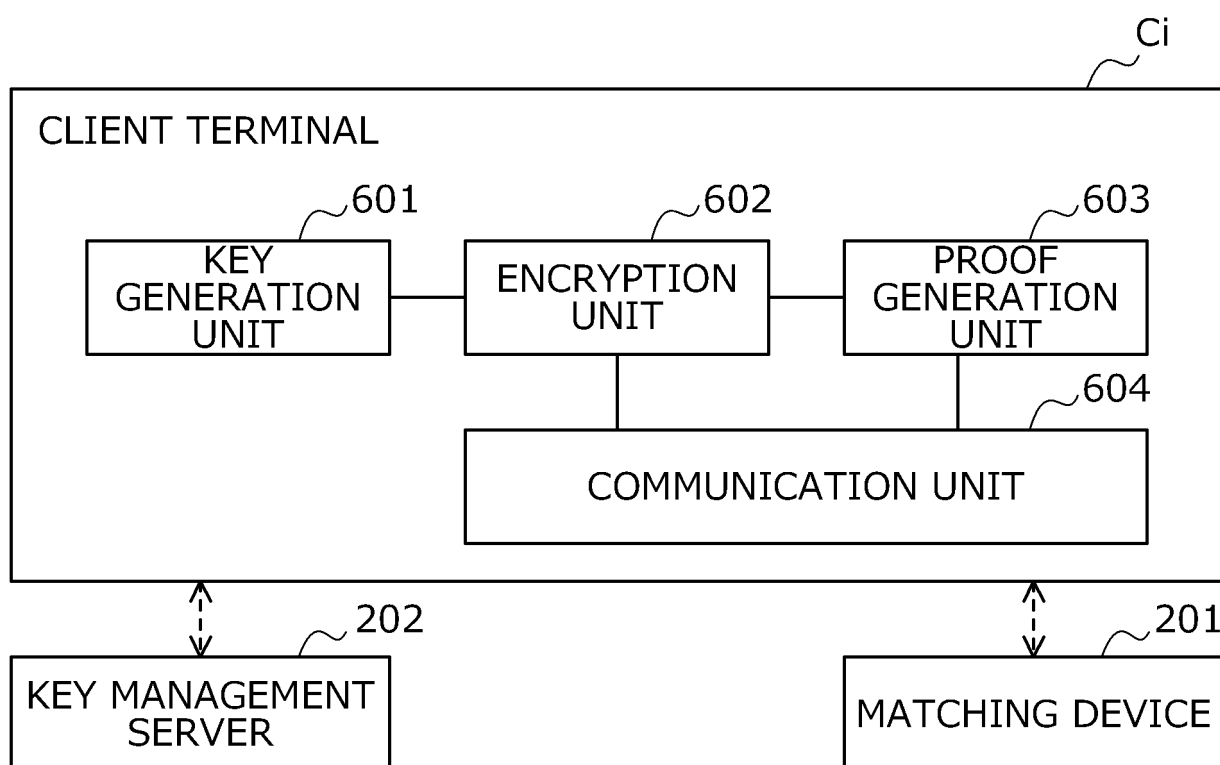 Ci
CLIENT TERMINAL
601
602
603
KEY
GENERATION
UNIT
ENCRYPTION
UNIT
PROOF
GENERATION
UNIT
604
COMMUNICATION UNIT
202
201
KEY MANAGEMENT
SERVER
MATCHING DEVICE